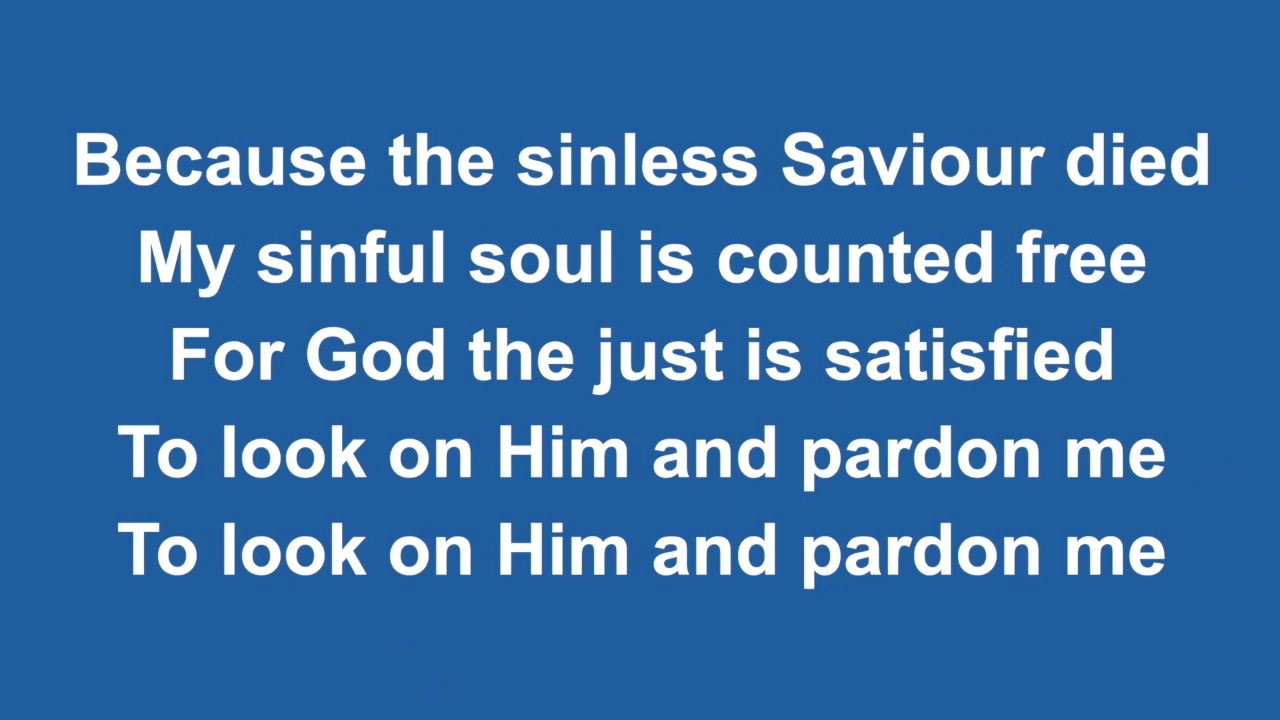 Because the sinless Saviour died
My sinful soul is counted free
For God the just is satisfied
To look on Him and pardon me
To look on Him and pardon me